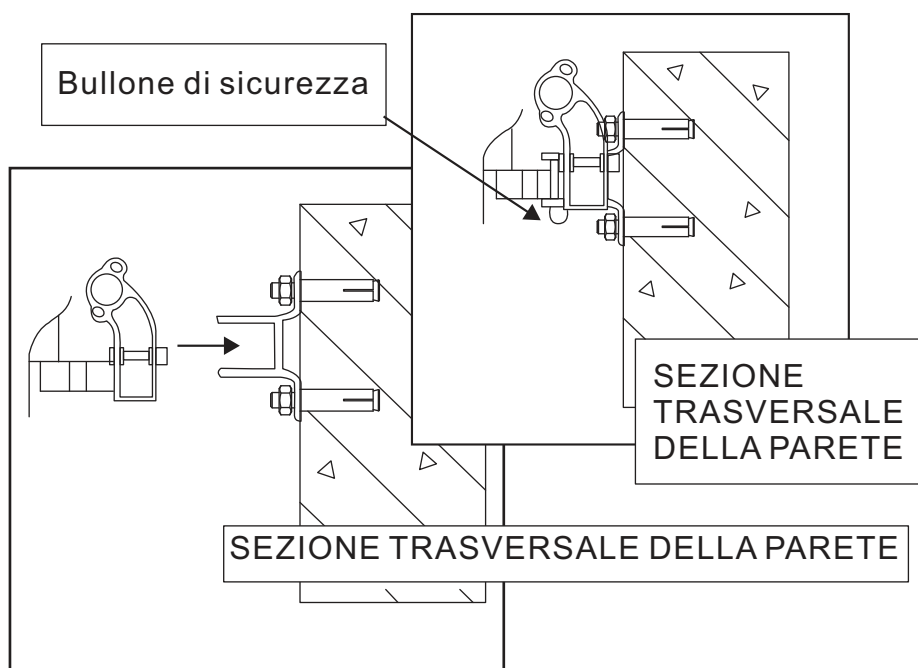 Bullone di sicurezza
SEZIONE
TRASVERSALE
DELLA PARETE
SEZIONE TRASVERSALE DELLA PARETE